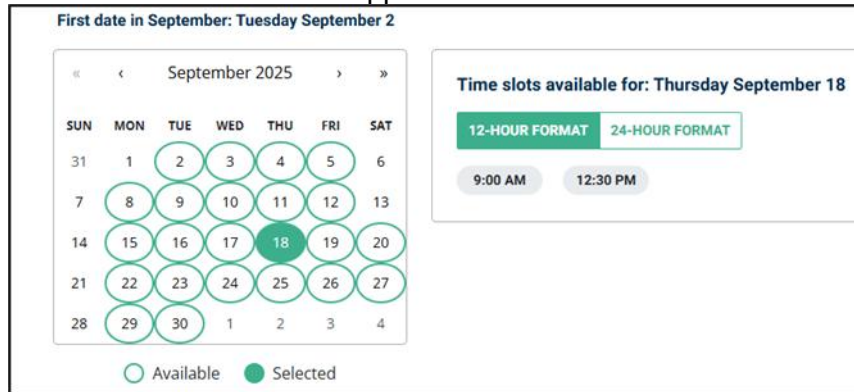 First date in September: Tuesday September 2
« ‹ September 2025 › »
SUN MON TUE WED THU FRI SAT
31 1 2 3 4 5 6
7 8 9 10 11 12 13
14 15 16 17 18 19 20
21 22 23 24 25 26 27
28 29 30 1 2 3 4
Available Selected
Time slots available for: Thursday September 18
12-HOUR FORMAT 24-HOUR FORMAT
9:00 AM 12:30 PM